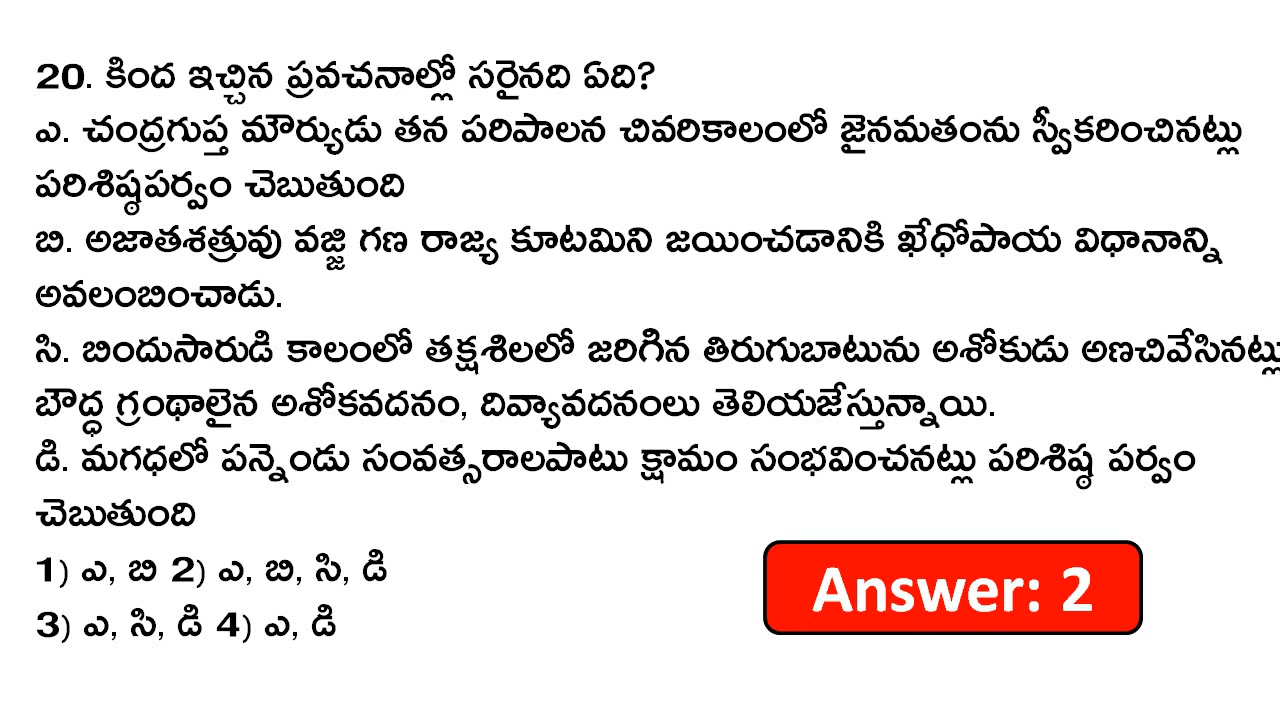 20. కింద ఇచ్చిన ప్రవచనాల్లో సరైనది ఏది?
ఎ. చంద్రగుప్త మౌర్యుడు తన పరిపాలన చివరికాలంలో జైనమతంను స్వీకరించినట్లు
పరిశిష్ఠపర్వం చెబుతుంది
బి. అజాతశత్రువు వజ్జి గణ రాజ్య కూటమిని జయించడానికి ఖేధోపాయ విధానాన్ని
అవలంబించాడు.
సి. బిందుసారుడి కాలంలో తక్షశిలలో జరిగిన తిరుగుబాటును అశోకుడు అణచివేసినట్లు
బౌద్ధ గ్రంథాలైన అశోకవదనం, దివ్యావదనంలు తెలియజేస్తున్నాయి.
డి. మగధలో పన్నెండు సంవత్సరాలపాటు క్షామం సంభవించనట్లు పరిశిష్ఠ పర్వం
చెబుతుంది
1) ఎ, బి 2) ఎ, బి, సి, డి
3) ఎ, సి, డి 4) ఎ, డి
Answer: 2